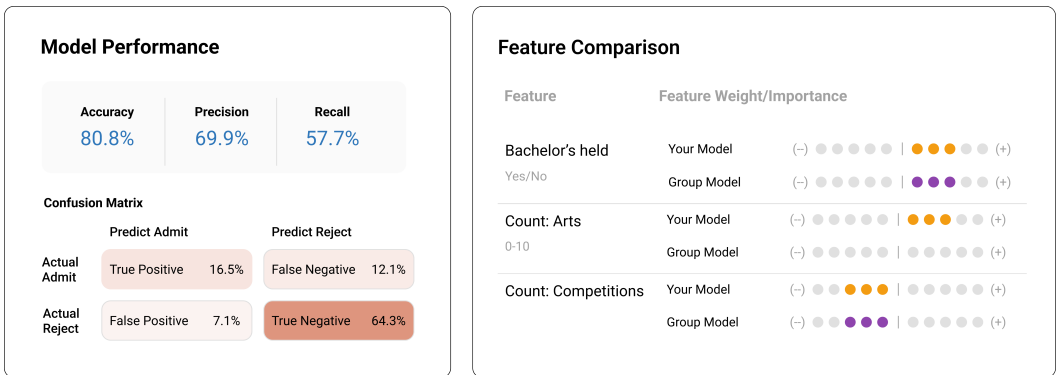 Model Performance
Accuracy Precision Recall
80.8% 69.9% 57.7%
Confusion Matrix
Predict Admit Predict Reject
Actual
Admit
True Positive 16.5% False Negative 12.1%
Actual
Reject
False Positive 7.1% True Negative 64.3%
Feature Comparison
Feature Feature Weight/Importance
Bachelor’s held
Yes/No
Your Model (--) | (+)
Group Model (--) | (+)
Count: Arts
0-10
Your Model (--) | (+)
Group Model (--) | (+)
Count: Competitions
Your Model (--) | (+)
Group Model (--) | (+)